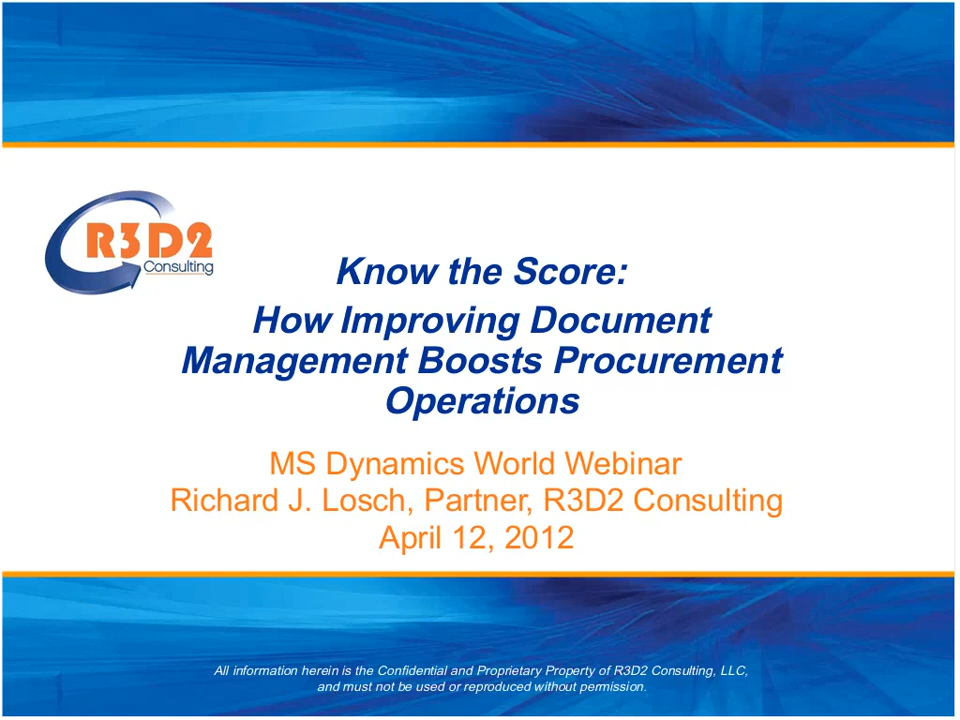 R3D2
Consulting
Know the Score:
How Improving Document
Management Boosts Procurement
Operations
MS Dynamics World Webinar
Richard J. Losch, Partner, R3D2 Consulting
April 12, 2012
All information herein is the Confidential and Proprietary Property of R3D2 Consulting, LLC,
and must not be used or reproduced without permission.